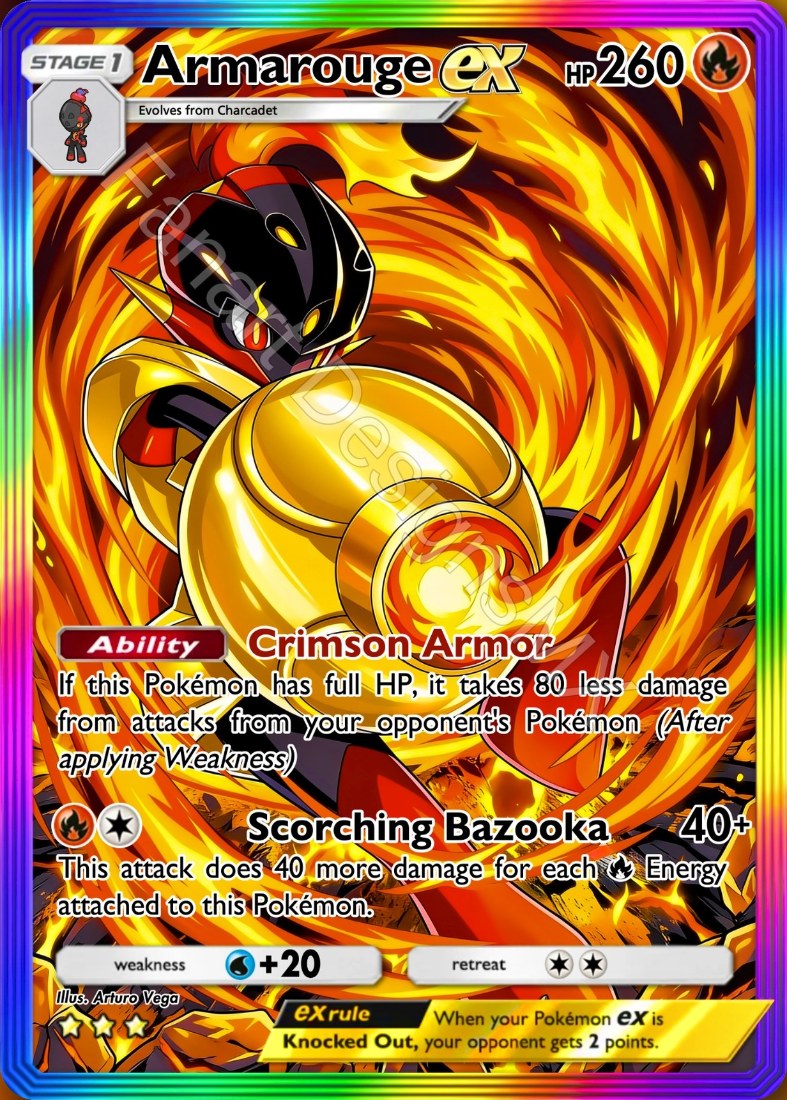 STAGE 1
Armarouge ex
HP 260
Evolves from Charcadet
Fanart DesignsMV
Ability Crimson Armor
If this Pokémon has full HP, it takes 80 less damage
from attacks from your opponent's Pokémon (After
applying Weakness)
Scorching Bazooka 40+
This attack does 40 more damage for each Energy
attached to this Pokémon.
weakness +20
retreat
Illus. Arturo Vega
ex rule When your Pokémon ex is
Knocked Out, your opponent gets 2 points.